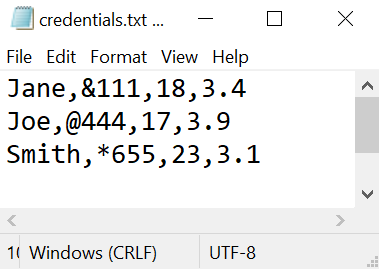 credentials.txt ...
File Edit Format View Help
Jane,&111,18,3.4
Joe,@444,17,3.9
Smith,*655,23,3.1
Windows (CRLF) UTF-8